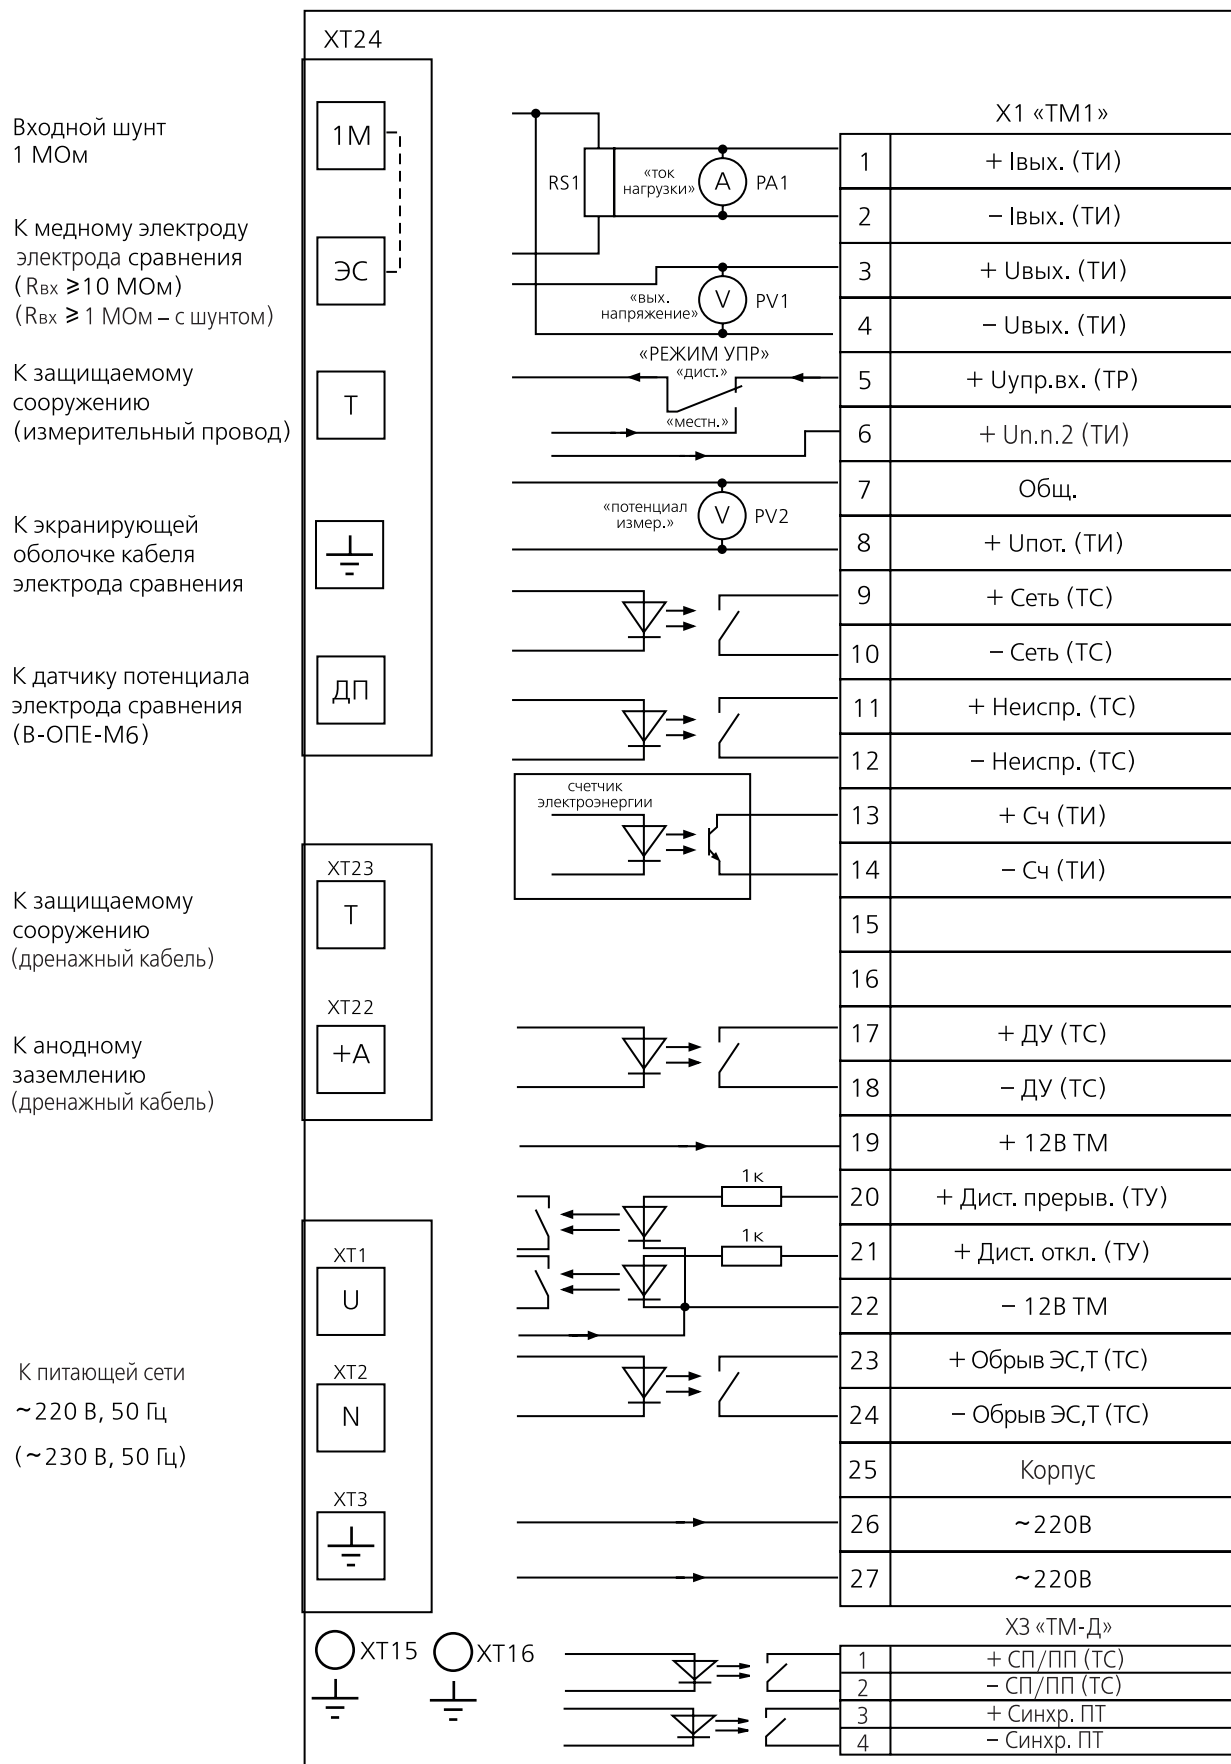 XT24
Входной шунт
1 МОм
1М
К медному электроду
электрода сравнения
(Rвх ⩾10 МОм)
(Rвх ⩾ 1 МОм – с шунтом)
ЭС
К защищаемому
сооружению
(измерительный провод)
Т
К экранирующей
оболочке кабеля
электрода сравнения
К датчику потенциала
электрода сравнения
(В-ОПЕ-М6)
ДП
XT23
К защищаемому
сооружению
(дренажный кабель)
Т
XT22
К анодному
заземлению
(дренажный кабель)
+А
XT1
U
К питающей сети
~220 В, 50 Гц
(~230 В, 50 Гц)
XT2
N
XT3
XT15
XT16
RS1
«ток
нагрузки»
A
PA1
«вых.
напряжение»
V
PV1
«РЕЖИМ УПР»
«дист.»
«местн.»
«потенциал
измер.»
V
PV2
счетчик
электроэнергии
1к
1к
X1 «ТМ1»
1 + Iвых. (ТИ)
2 – Iвых. (ТИ)
3 + Uвых. (ТИ)
4 – Uвых. (ТИ)
5 + Uупр.вх. (ТР)
6 + Uп.п.2 (ТИ)
7 Общ.
8 + Uпот. (ТИ)
9 + Сеть (ТС)
10 – Сеть (ТС)
11 + Неиспр. (ТС)
12 – Неиспр. (ТС)
13 + Сч (ТИ)
14 – Сч (ТИ)
15
16
17 + ДУ (ТС)
18 – ДУ (ТС)
19 + 12В ТМ
20 + Дист. прерыв. (ТУ)
21 + Дист. откл. (ТУ)
22 – 12В ТМ
23 + Обрыв ЭС,Т (ТС)
24 – Обрыв ЭС,Т (ТС)
25 Корпус
26 ~220В
27 ~220В
X3 «ТМ-Д»
1 + СП/ПП (ТС)
2 – СП/ПП (ТС)
3 + Синхр. ПТ
4 – Синхр. ПТ